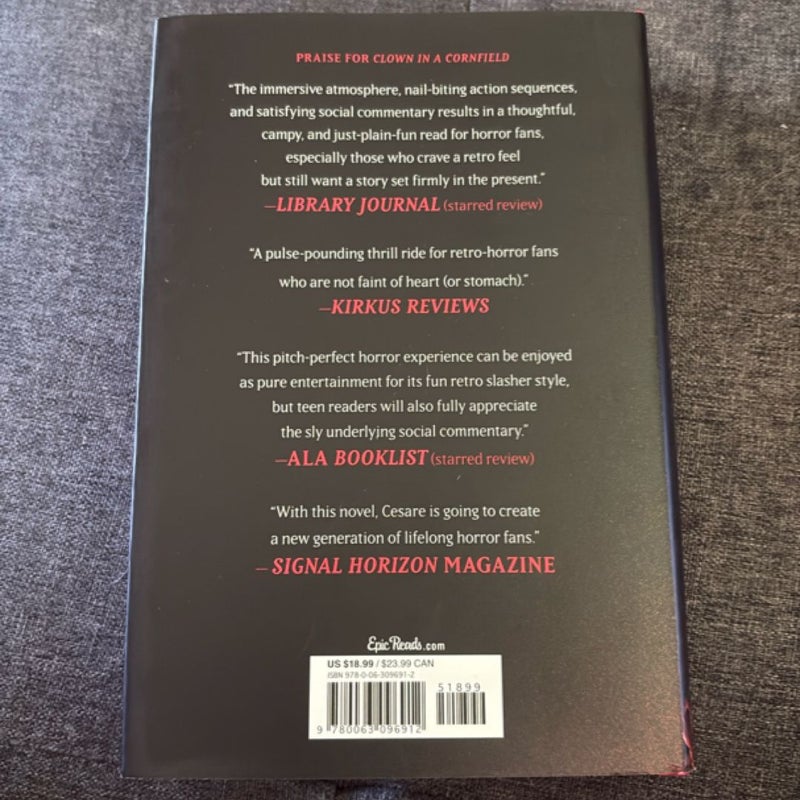 PRAISE FOR CLOWN IN A CORNFIELD
“The immersive atmosphere, nail-biting action sequences,
and satisfying social commentary results in a thoughtful,
campy, and just-plain-fun read for horror fans,
especially those who crave a retro feel
but still want a story set firmly in the present.”
—LIBRARY JOURNAL (starred review)
“A pulse-pounding thrill ride for retro-horror fans
who are not faint of heart (or stomach).”
—KIRKUS REVIEWS
“This pitch-perfect horror experience can be enjoyed
as pure entertainment for its fun retro slasher style,
but teen readers will also fully appreciate
the sly underlying social commentary.”
—ALA BOOKLIST (starred review)
“With this novel, Cesare is going to create
a new generation of lifelong horror fans.”
—SIGNAL HORIZON MAGAZINE
Epic Reads.com
US $18.99 / $23.99 CAN
ISBN 978-0-06-309691-2
51899
9 780063 096912